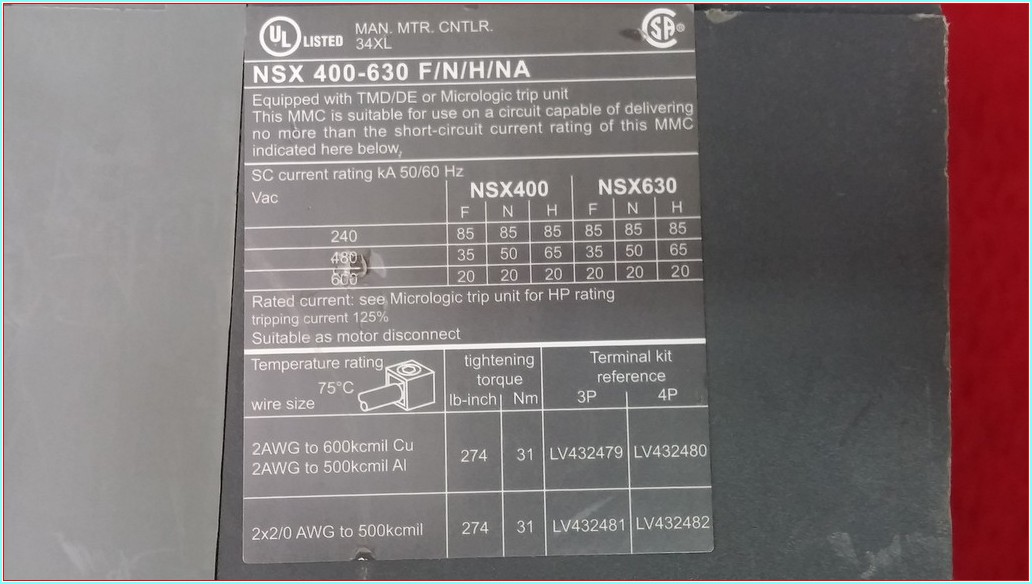 UL LISTED MAN. MTR. CNTLR.
34XL
SA ®
NSX 400-630 F/N/H/NA
Equipped with TMD/DE or Micrologic trip unit
This MMC is suitable for use on a circuit capable of delivering
no more than the short-circuit current rating of this MMC
indicated here below,
SC current rating kA 50/60 Hz
Vac NSX400 NSX630
F N H F N H
240 85 85 85 85 85 85
480 35 50 65 35 50 65
600 20 20 20 20 20 20
Rated current: see Micrologic trip unit for HP rating
tripping current 125%
Suitable as motor disconnect
Temperature rating tightening Terminal kit
75°C torque reference
wire size lb-inch Nm 3P 4P
2AWG to 600kcmil Cu
2AWG to 500kcmil Al 274 31 LV432479 LV432480
2x2/0 AWG to 500kcmil 274 31 LV432481 LV432482